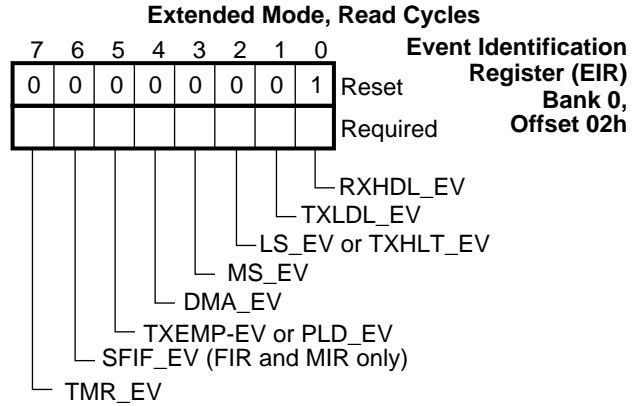 Extended Mode, Read Cycles
7 6 5 4 3 2 1 0
Event Identification
Register (EIR)
Bank 0,
Offset 02h
0 0 0 0 0 0 0 1 Reset
Required
RXHDL_EV
TXLDL_EV
LS_EV or TXHLT_EV
MS_EV
DMA_EV
TXEMP-EV or PLD_EV
SFIF_EV (FIR and MIR only)
TMR_EV